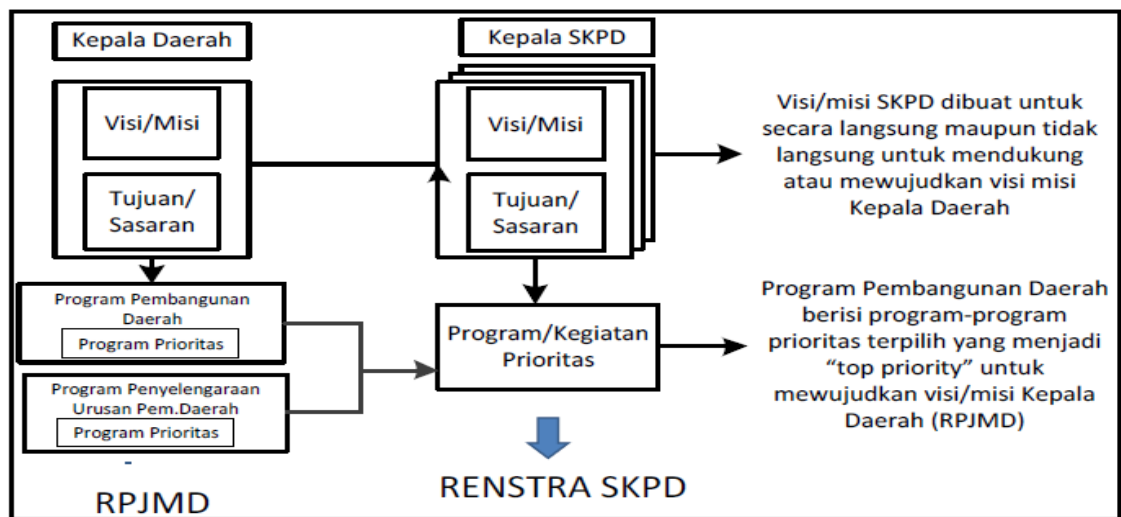 Kepala Daerah
Visi/Misi
Tujuan/
Sasaran
Program Pembangunan
Daerah
Program Prioritas
Program Penyelengaraan
Urusan Pem.Daerah
Program Prioritas
RPJMD
Kepala SKPD
Visi/Misi
Tujuan/
Sasaran
Program/Kegiatan
Prioritas
RENSTRA SKPD
Visi/misi SKPD dibuat untuk
secara langsung maupun tidak
langsung untuk mendukung
atau mewujudkan visi misi
Kepala Daerah
Program Pembangunan Daerah
berisi program-program
prioritas terpilih yang menjadi
“top priority” untuk
mewujudkan visi/misi Kepala
Daerah (RPJMD)